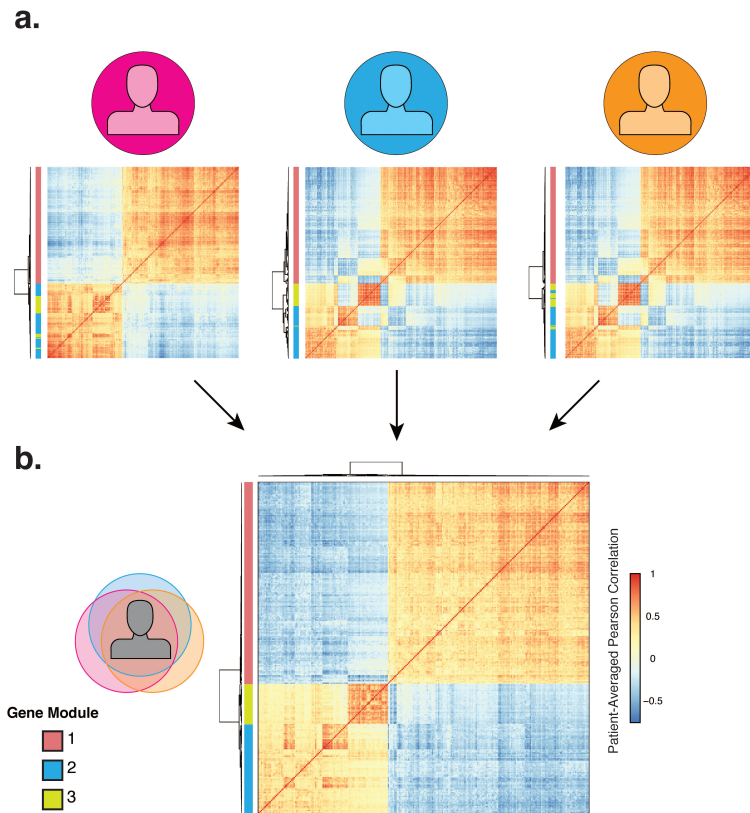 a.
b.
Gene Module
1
2
3
Patient-Averaged Pearson Correlation
1
0.5
0
−0.5